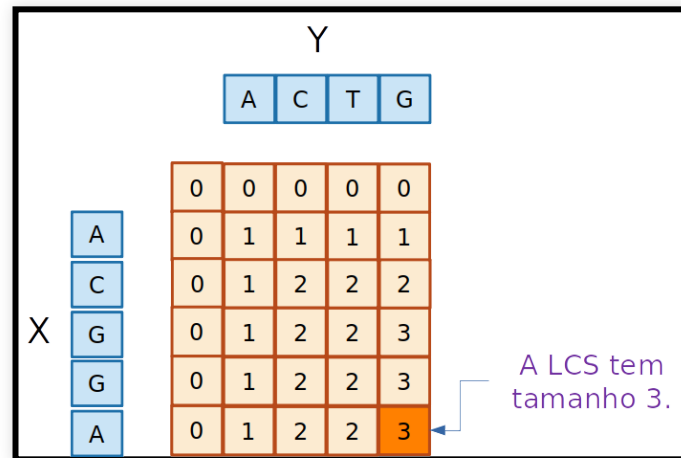 Y
A C T G
0 0 0 0 0
A 0 1 1 1 1
C 0 1 2 2 2
X G 0 1 2 2 3
G 0 1 2 2 3
A 0 1 2 2 3
A LCS tem
tamanho 3.